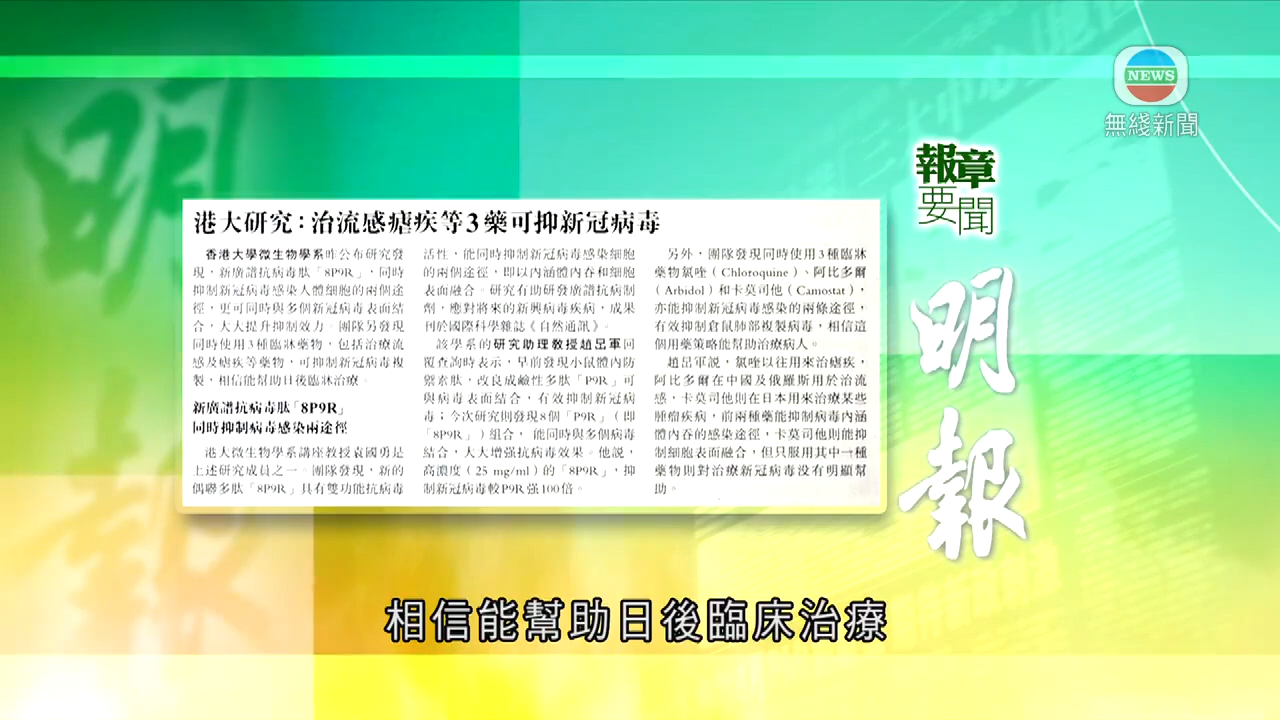 NEWS
無綫新聞
報章
要聞
明報
港大研究：治流感瘧疾等3藥可抑新冠病毒
香港大學微生物學系昨公布研究發
現，新廣譜抗病毒肽「8P9R」，同時
抑制新冠病毒感染人體細胞的兩個途
徑，更可同時與多個新冠病毒表面結
合，大大提升抑制效力。團隊另發現
同時使用3種臨牀藥物，包括治療流
感及瘧疾等藥物，可抑制新冠病毒複
製，相信能幫助日後臨牀治療。
新廣譜抗病毒肽「8P9R」
同時抑制病毒感染兩途徑
港大微生物學系講座教授袁國勇是
上述研究成員之一。團隊發現，新的
偶聯多肽「8P9R」具有雙功能抗病毒
活性，能同時抑制新冠病毒感染細胞
的兩個途徑，即以內涵體內吞和細胞
表面融合。研究有助研發廣譜抗病制
劑，應對將來的新興病毒疾病，成果
刊於國際科學雜誌《自然通訊》。
該學系的研究助理教授趙呂軍回
覆查詢時表示，早前發現小鼠體內防
禦素肽，改良成鹼性多肽「P9R」可
與病毒表面結合，有效抑制新冠病
毒；今次研究則發現8個「P9R」（即
「8P9R」）組合， 能同時與多個病毒
結合，大大增強抗病毒效果。他說，
高濃度（25 mg/ml）的「8P9R」，抑
制新冠病毒較P9R強100倍。
另外，團隊發現同時使用3種臨牀
藥物氯喹（Chloroquine）、阿比多爾
（Arbidol）和卡莫司他（Camostat），
亦能抑制新冠病毒感染的兩條途徑，
有效抑制倉鼠肺部複製病毒，相信這
個用藥策略能幫助治療病人。
趙呂軍說，氯喹以往用來治瘧疾，
阿比多爾在中國及俄羅斯用於治流
感，卡莫司他則在日本用來治療某些
腫瘤疾病，前兩種藥能抑制病毒內涵
體內吞的感染途徑，卡莫司他則能抑
制細胞表面融合，但只服用其中一種
藥物則對治療新冠病毒沒有明顯幫
助。
相信能幫助日後臨床治療